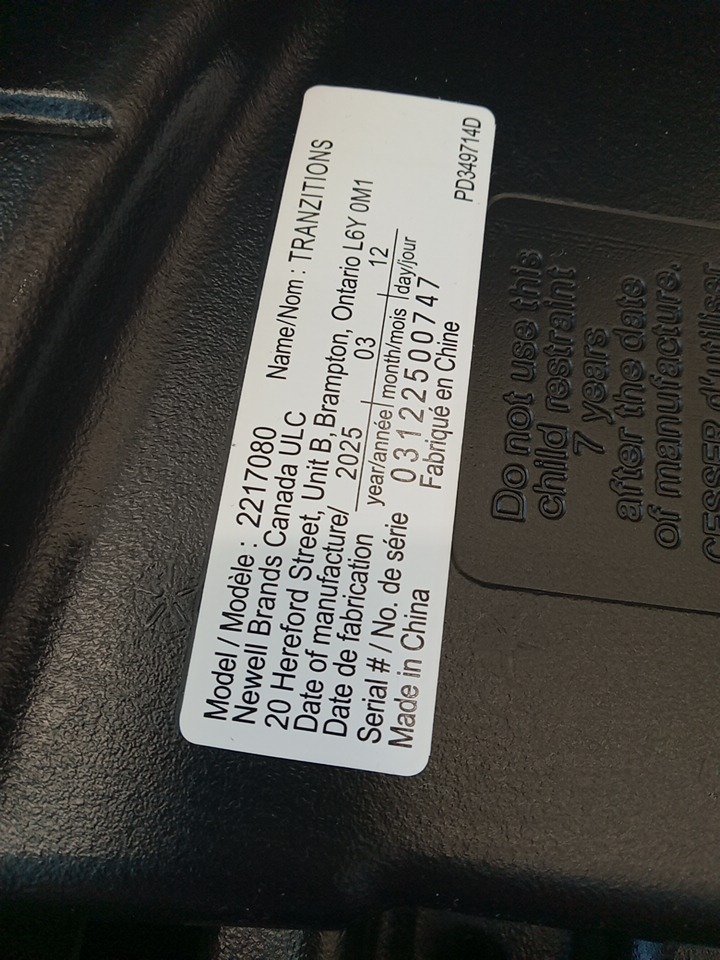 Model / Modèle : 2217080 Name/Nom : TRANZITIONS
Newell Brands Canada ULC
20 Hereford Street, Unit B, Brampton, Ontario L6Y 0M1
Date of manufacture/ 2025 03 12
Date de fabrication year/année month/mois day/jour
Serial # / No. de série 03122500747
Made in China Fabriqué en Chine
PD349714D
Do not use this
child restraint
7 years
after the date
of manufacture.
CESSER d'utiliser